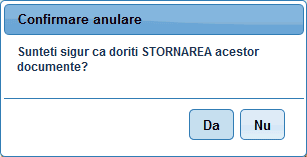 Confirmare anulare
Sunteti sigur ca doriti STORNAREA acestor
documente?
Da Nu